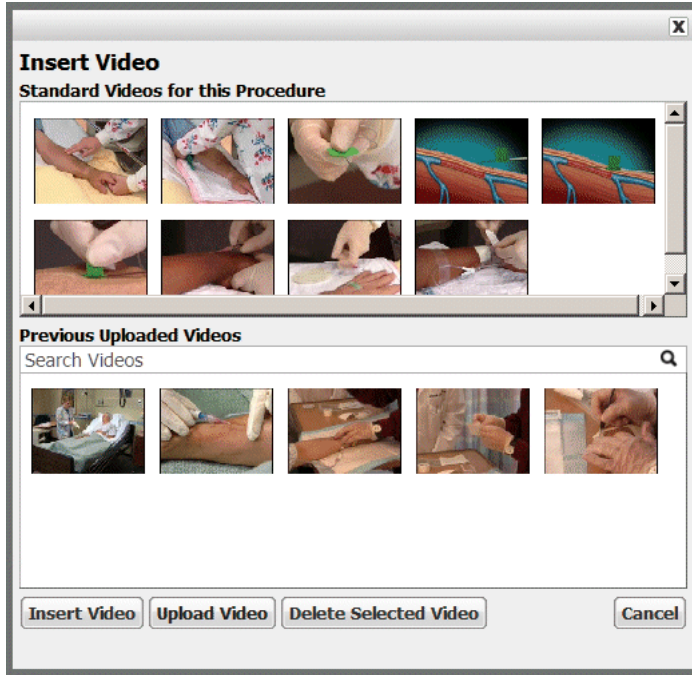 X
Insert Video
Standard Videos for this Procedure
Previous Uploaded Videos
Search Videos
Insert Video Upload Video Delete Selected Video Cancel